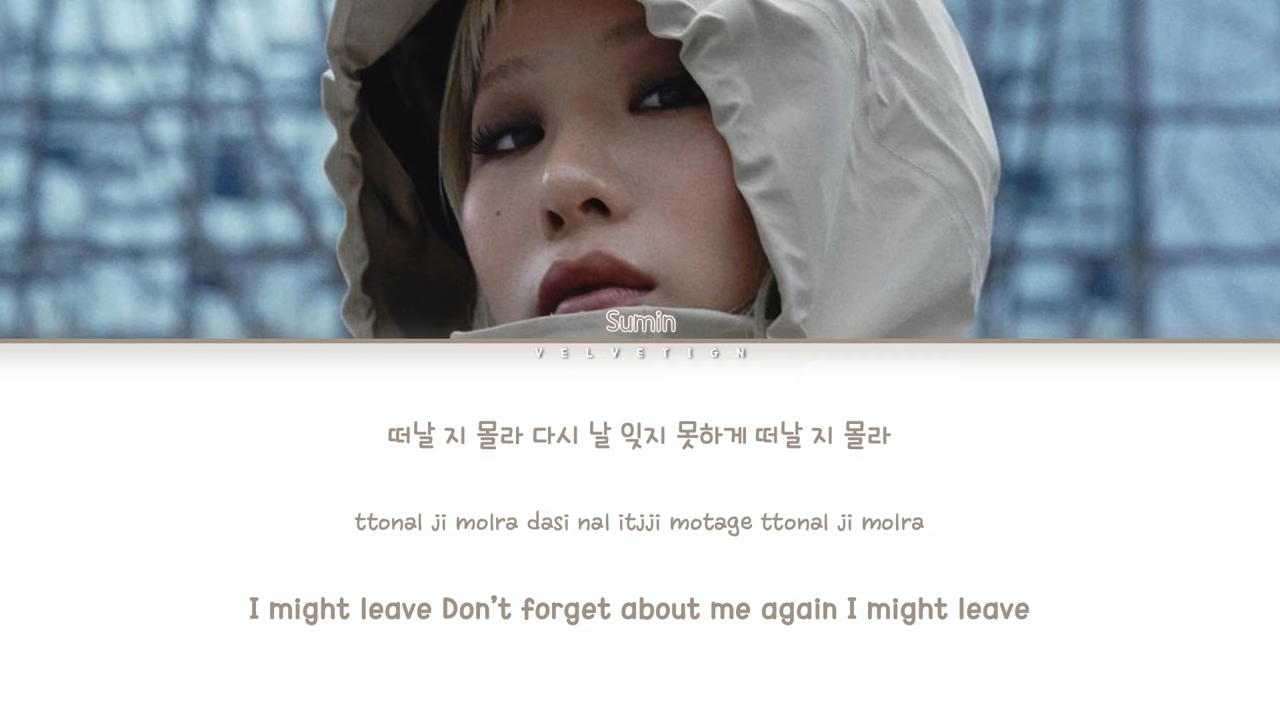 Sumin
VELVETIGN
떠날 지 몰라 다시 날 잊지 못하게 떠날 지 몰라
ttonal ji molra dasi nal itjji motage ttonal ji molra
I might leave Don't forget about me again I might leave